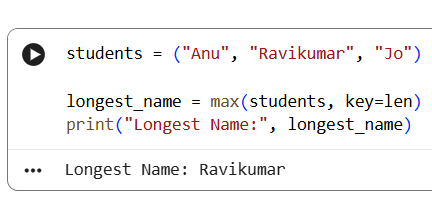 students = ("Anu", "Ravikumar", "Jo")
longest_name = max(students, key=len)
print("Longest Name:", longest_name)
Longest Name: Ravikumar